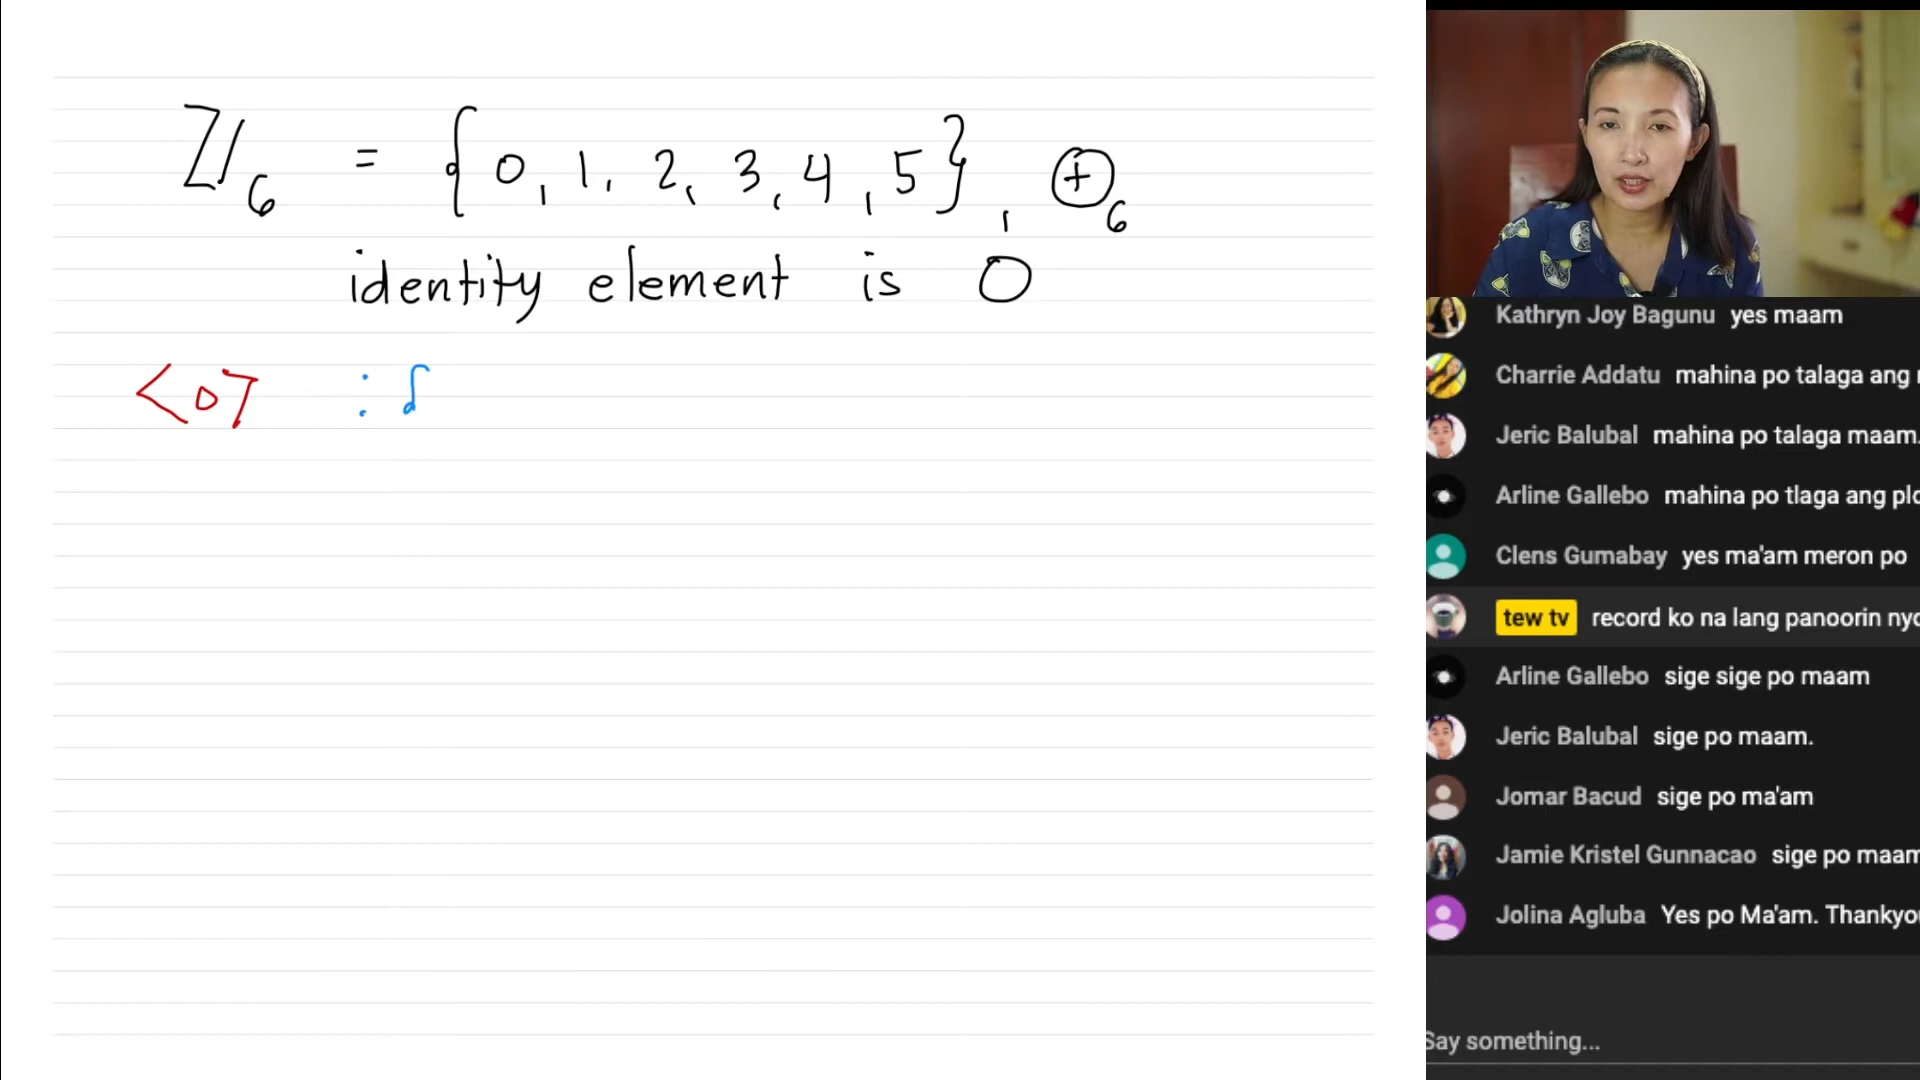 ℤ₆ = {0, 1, 2, 3, 4, 5}, ⊕₆
identity element is 0
<0> : {
Kathryn Joy Bagunu yes maam
Charrie Addatu mahina po talaga ang
Jeric Balubal mahina po talaga maam.
Arline Gallebo mahina po tlaga ang
Clens Gumabay yes ma'am meron po
tew tv record ko na lang panoorin
Arline Gallebo sige sige po maam
Jeric Balubal sige po maam.
Jomar Bacud sige po ma'am
Jamie Kristel Gunnacao sige po maam
Jolina Agluba Yes po Ma'am.
Say something...